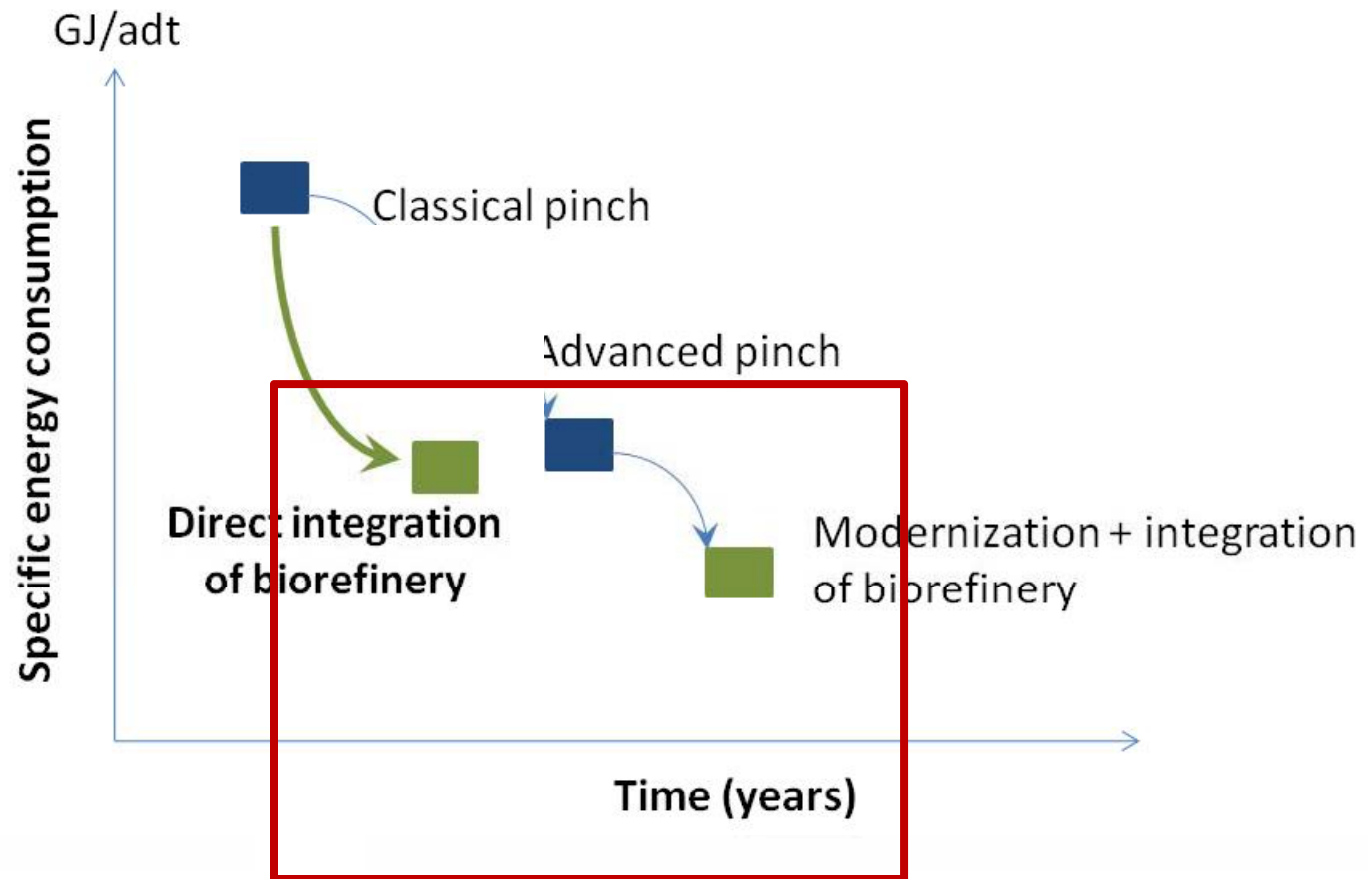 GJ/adt
Specific energy consumption
Classical pinch
Advanced pinch
Direct integration
of biorefinery
Modernization + integration
of biorefinery
Time (years)